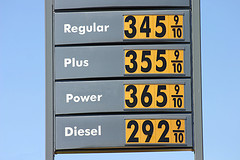 Regular 345 9/10
Plus 355 9/10
Power 365 9/10
Diesel 292 9/10